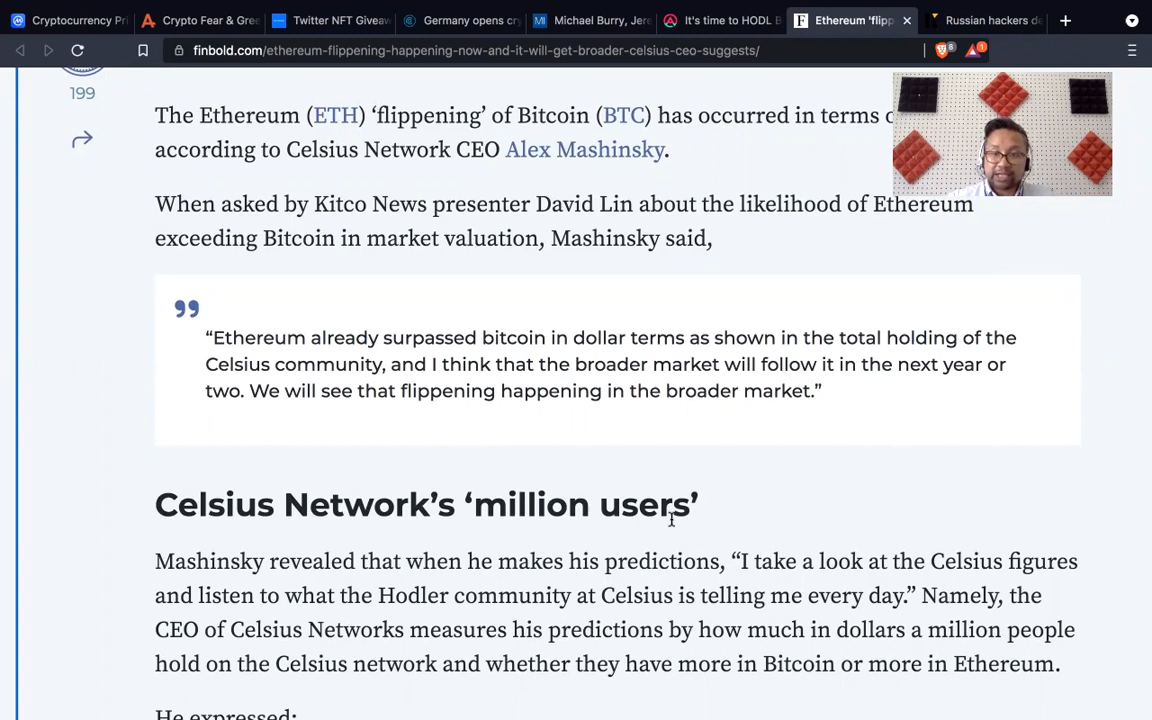 Cryptocurrency Pri
Crypto Fear & Gree
Twitter NFT Giveaw
Germany opens cry
Michael Burry, Jere
It's time to HODL B
Ethereum 'flipp
Russian hackers de
finbold.com/ethereum-flippening-happening-now-and-it-will-get-broader-celsius-ceo-suggests/
6
1
199
The Ethereum (ETH) ‘flippening’ of Bitcoin (BTC) has occurred in terms o
according to Celsius Network CEO Alex Mashinsky.
When asked by Kitco News presenter David Lin about the likelihood of Ethereum
exceeding Bitcoin in market valuation, Mashinsky said,
“Ethereum already surpassed bitcoin in dollar terms as shown in the total holding of the
Celsius community, and I think that the broader market will follow it in the next year or
two. We will see that flippening happening in the broader market.”
Celsius Network’s ‘million users’
Mashinsky revealed that when he makes his predictions, “I take a look at the Celsius figures
and listen to what the Hodler community at Celsius is telling me every day.” Namely, the
CEO of Celsius Networks measures his predictions by how much in dollars a million people
hold on the Celsius network and whether they have more in Bitcoin or more in Ethereum.
He expressed: